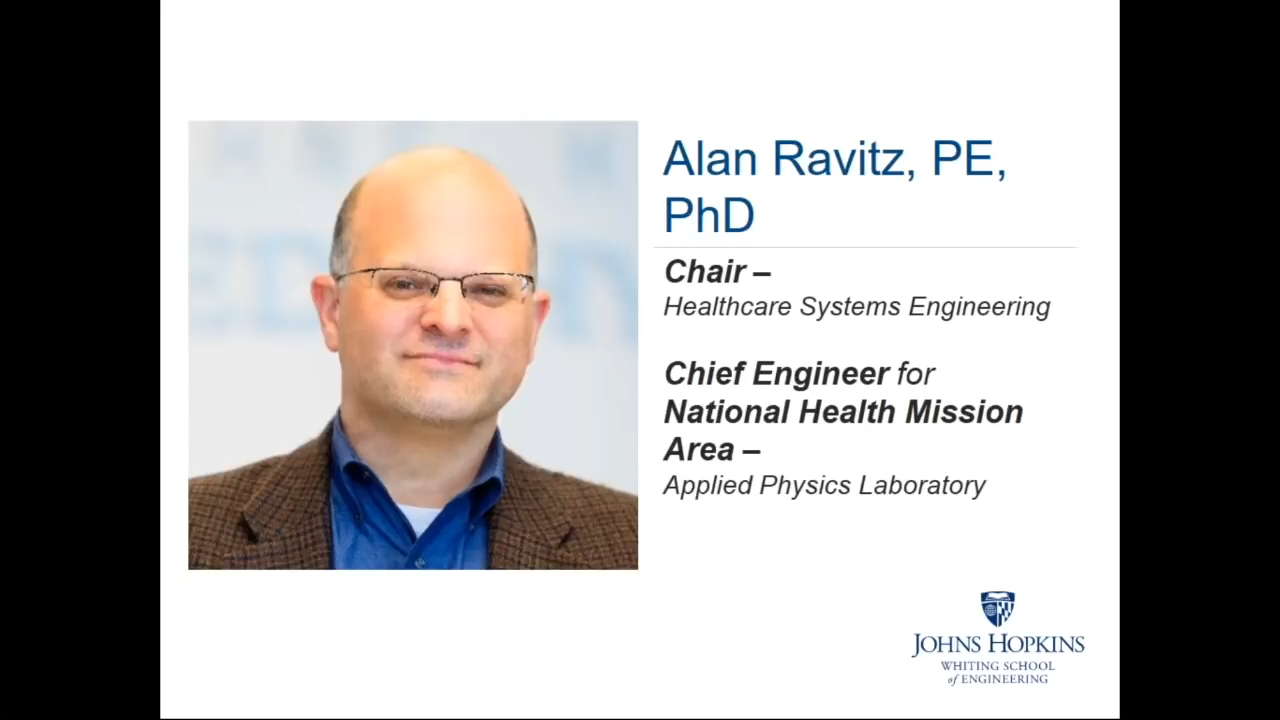 Alan Ravitz, PE,
PhD
Chair –
Healthcare Systems Engineering
Chief Engineer for
National Health Mission
Area –
Applied Physics Laboratory
JOHNS HOPKINS
WHITING SCHOOL
of ENGINEERING